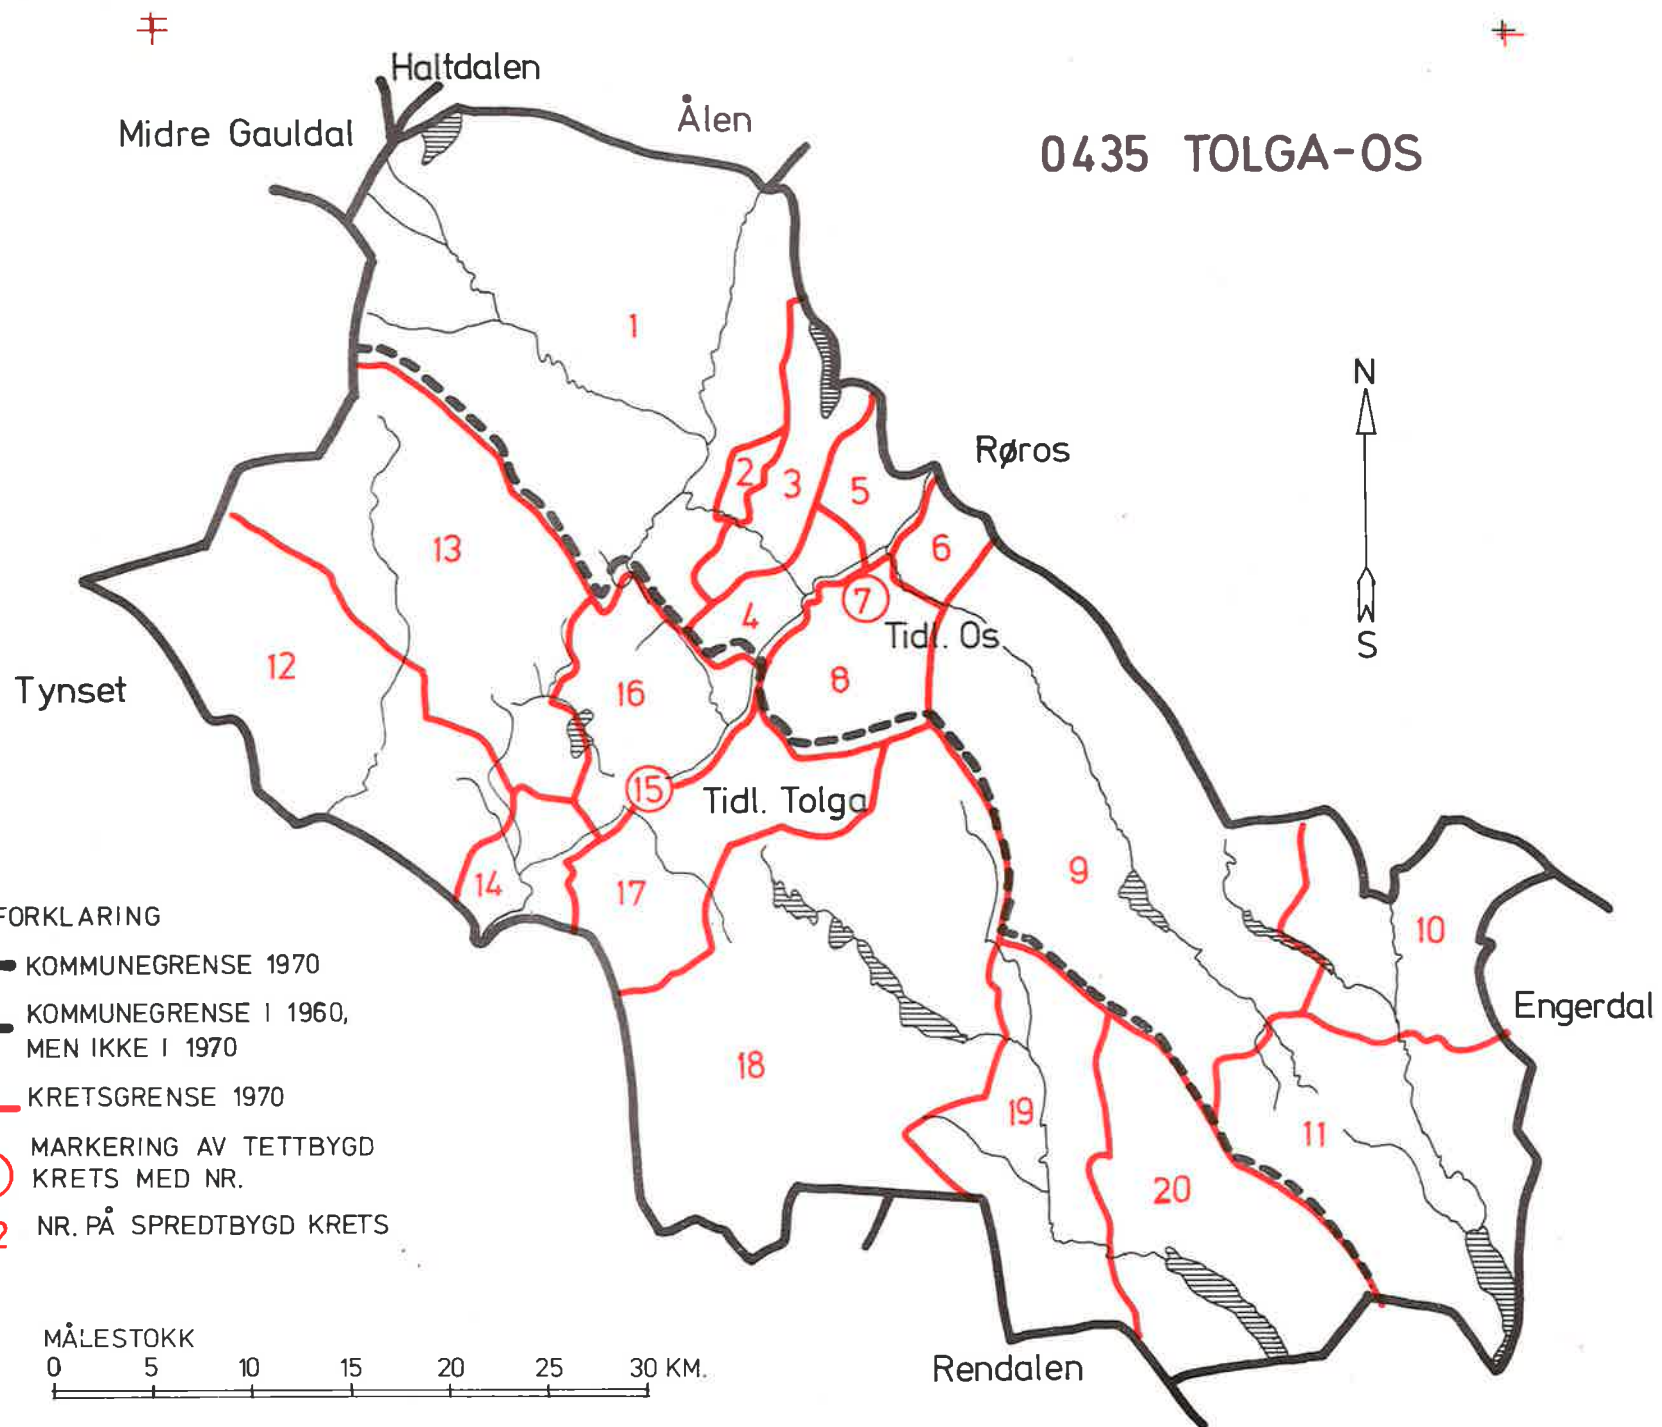 Haltdalen
Ålen
Midre Gauldal
0435 TOLGA-OS
1
N
S
Røros
2
3
5
6
13
7
4
Tidl. Os
12
Tynset
16
8
15
Tidl. Tolga
9
14
17
10
FORKLARING
KOMMUNEGRENSE 1970
KOMMUNEGRENSE I 1960,
MEN IKKE I 1970
Engerdal
18
KRETSGRENSE 1970
19
11
MARKERING AV TETTBYGD
KRETS MED NR.
20
2 NR. PÅ SPREDTBYGD KRETS
MÅLESTOKK
0 5 10 15 20 25 30 KM.
Rendalen